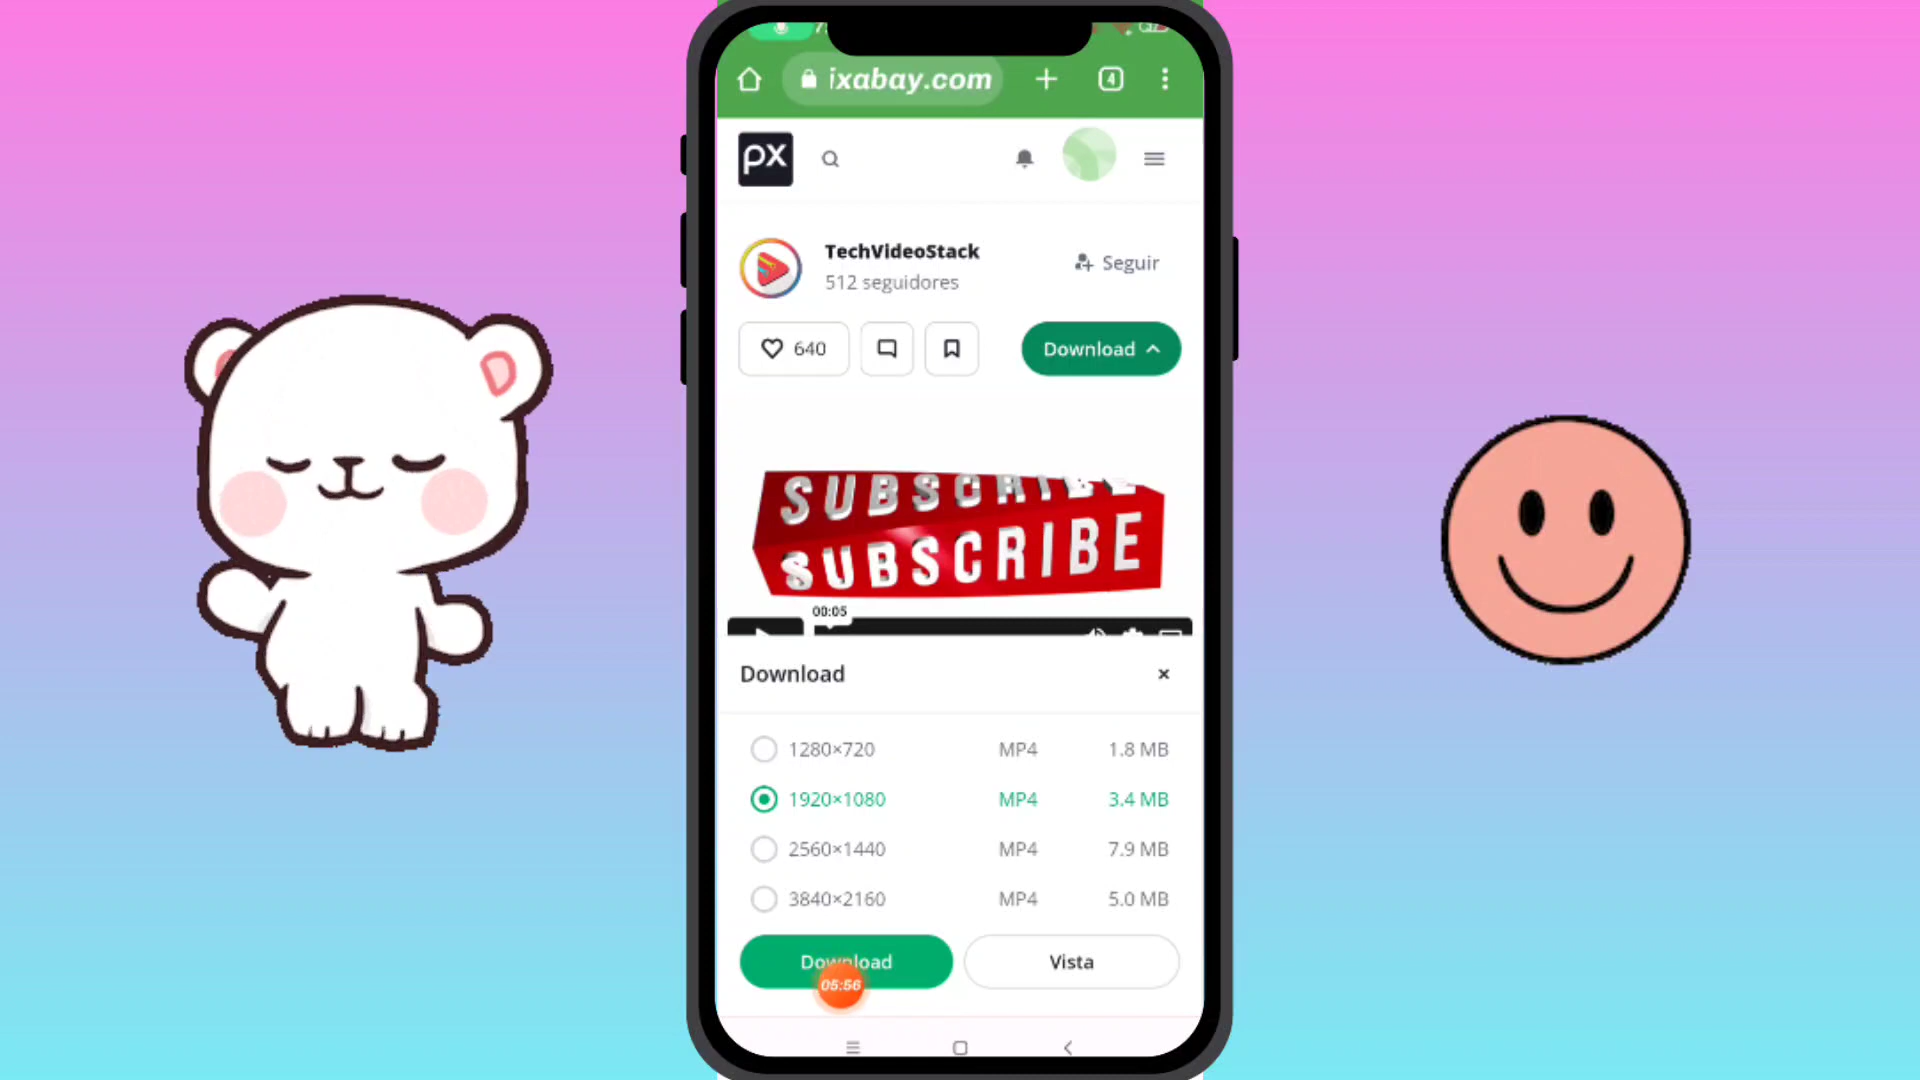 ixabay.com
4
px
TechVideoStack
512 seguidores
Seguir
640
Download
SUBSCRIBE
SUBSCRIBE
00:05
Download
1280×720 MP4 1.8 MB
1920×1080 MP4 3.4 MB
2560×1440 MP4 7.9 MB
3840×2160 MP4 5.0 MB
Download
Vista
05:56